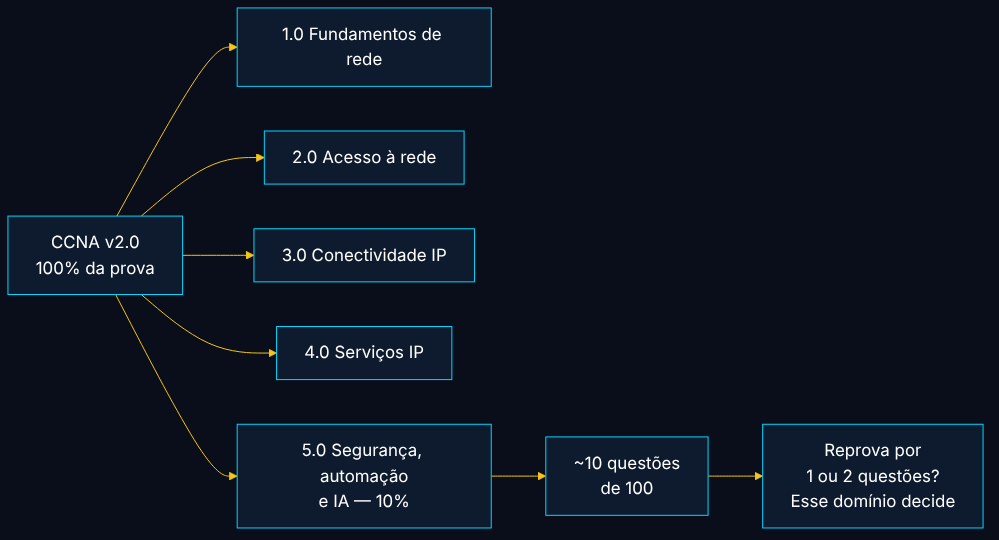 1.0 Fundamentos de
rede
2.0 Acesso à rede
CCNA v2.0
100% da prova
3.0 Conectividade IP
4.0 Serviços IP
5.0 Segurança,
automação
e IA — 10%
~10 questões
de 100
Reprova por
1 ou 2 questões?
Esse domínio decide